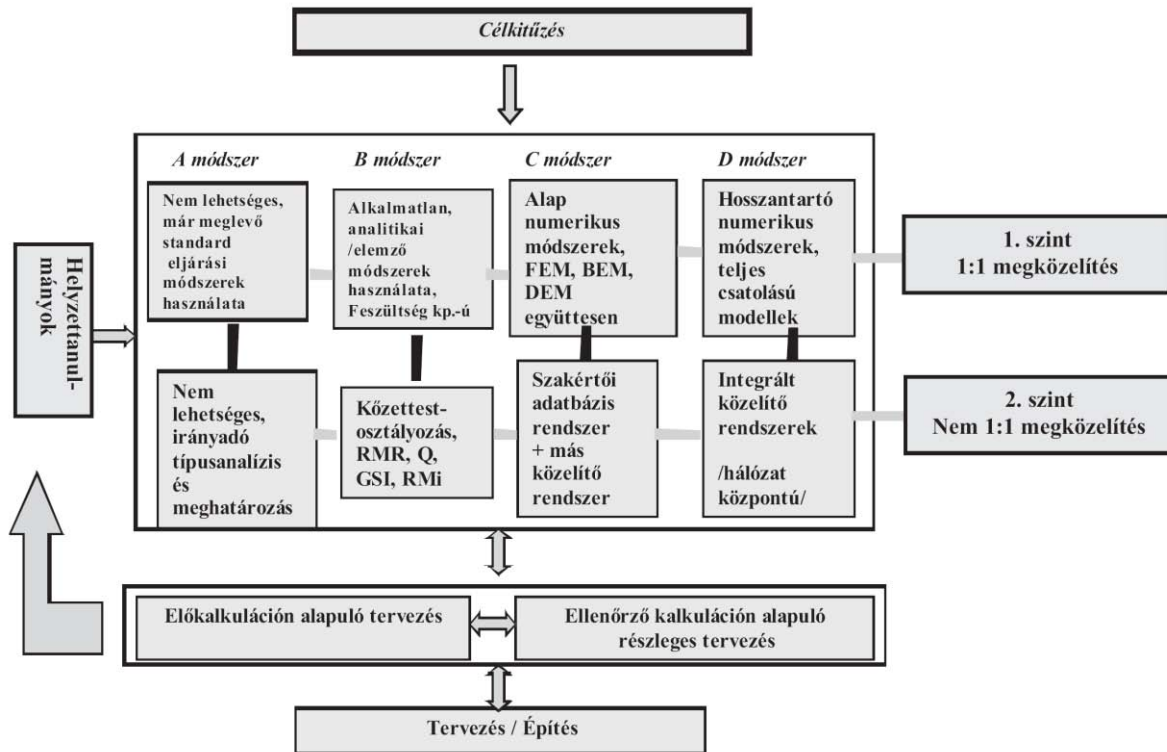 Célkitűzés
A módszer
B módszer
C módszer
D módszer
Nem lehetséges,
már meglevő
standard
eljárási
módszerek
használata
Alkalmatlan,
analitikai
/elemző
módszerek
használata,
Feszültség kp.-ú
Alap
numerikus
módszerek,
FEM, BEM,
DEM
együttesen
Hosszantartó
numerikus
módszerek,
teljes
csatolású
modellek
1. szint
1:1 megközelítés
Helyzettanul-
mányok
Nem
lehetséges,
irányadó
típusanalízis
és
meghatározás
Kőzettest-
osztályozás,
RMR, Q,
GSI, RMi
Szakértői
adatbázis
rendszer
+ más
közelítő
rendszer
Integrált
közelítő
rendszerek
/hálózat
központú/
2. szint
Nem 1:1 megközelítés
Előkalkuláción alapuló tervezés
Ellenőrző kalkuláción alapuló
részleges tervezés
Tervezés / Építés